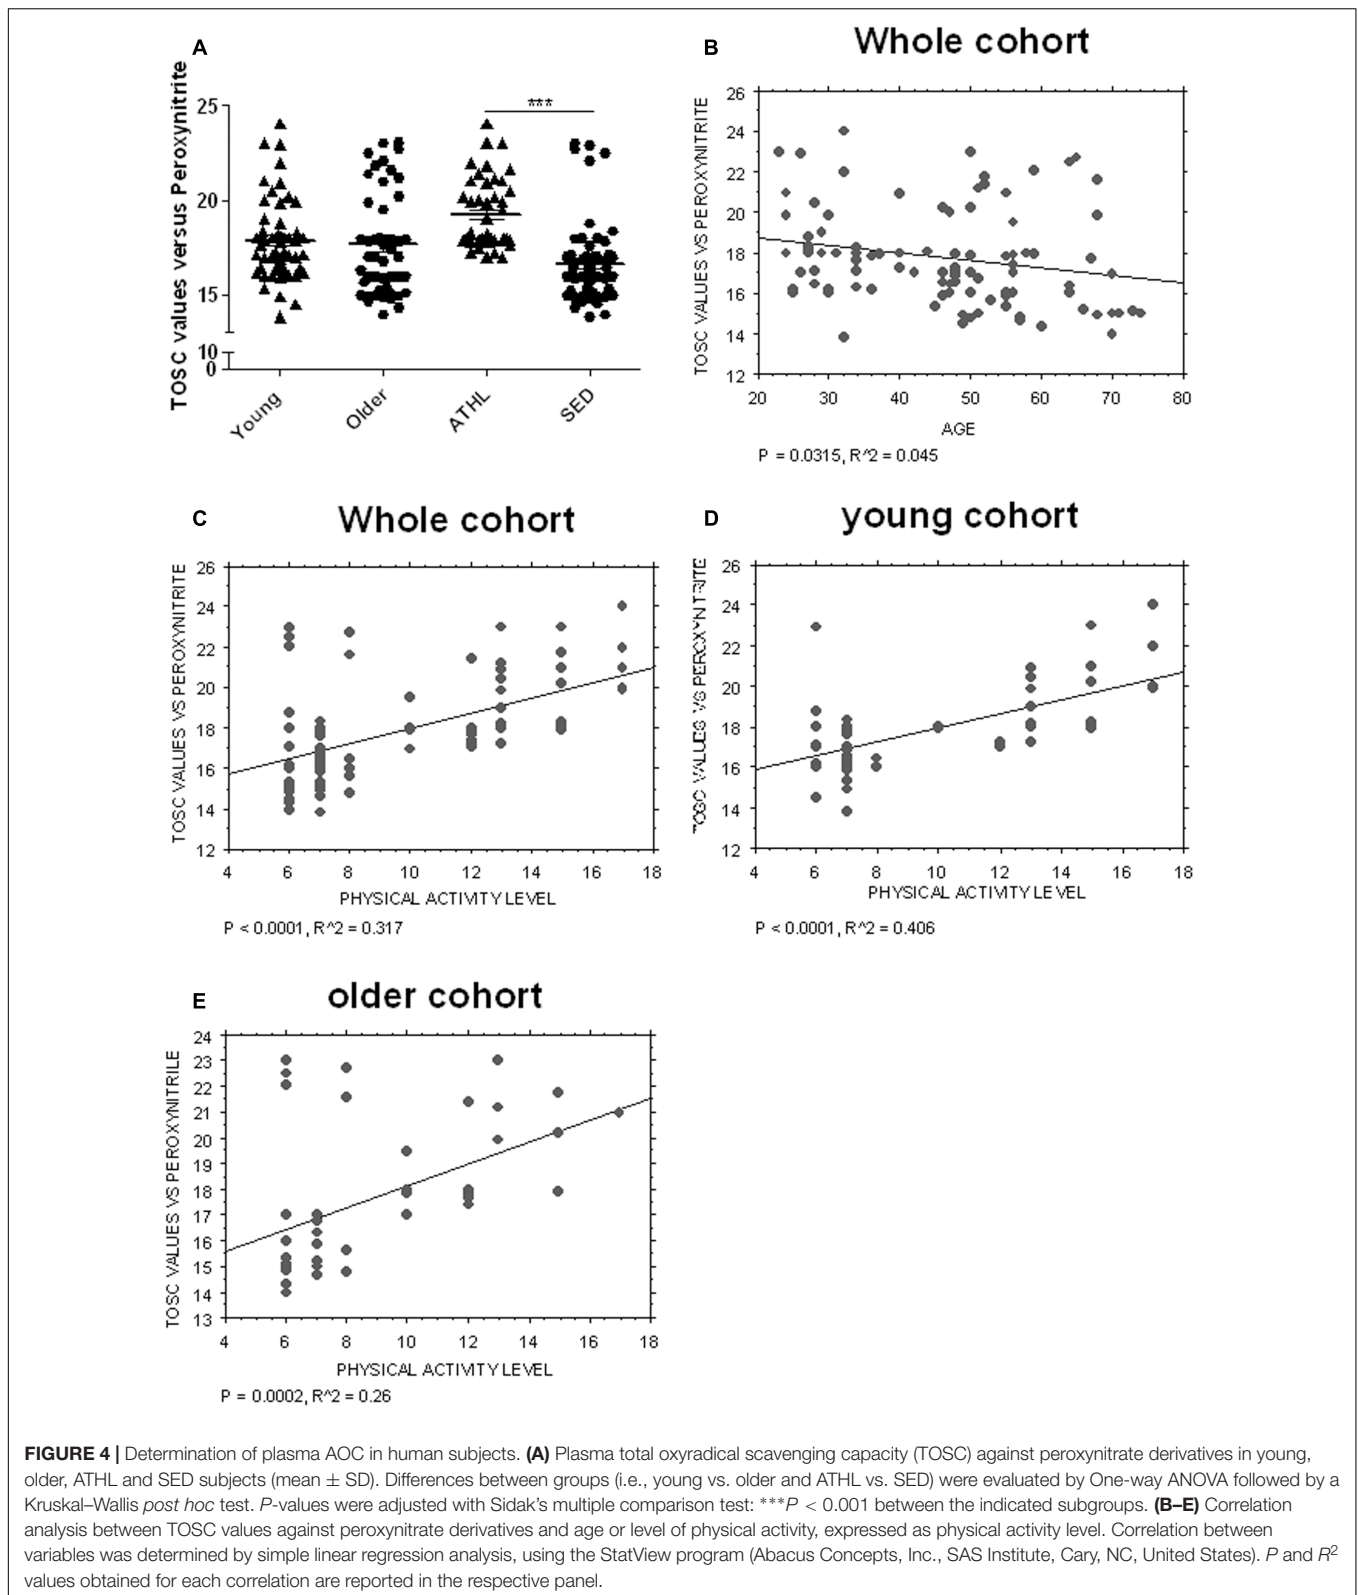 A
TOSC values versus Peroxynitrite
25
20
15
10
0
***
Young
Older
ATHL
SED
B
Whole cohort
TOSC VALUES VS PEROXYNITRITE
26
24
22
20
18
16
14
12
20 30 40 50 60 70 80
AGE
P = 0.0315, R^2 = 0.045
C
Whole cohort
TOSC VALUES VS PEROXYNITRITE
26
24
22
20
18
16
14
12
4 6 8 10 12 14 16 18
PHYSICAL ACTIVITY LEVEL
P < 0.0001, R^2 = 0.317
D
young cohort
TOSC VALUES VS PEROXYNITRITE
26
24
22
20
18
16
14
12
4 6 8 10 12 14 16 18
PHYSICAL ACTIVITY LEVEL
P < 0.0001, R^2 = 0.406
E
older cohort
TOSC VALUES VS PEROXYNITRILE
24
23
22
21
20
19
18
17
16
15
14
13
4 6 8 10 12 14 16 18
PHYSICAL ACTIVITY LEVEL
P = 0.0002, R^2 = 0.26
FIGURE 4 | Determination of plasma AOC in human subjects. (A) Plasma total oxyradical scavenging capacity (TOSC) against peroxynitrate derivatives in young,
older, ATHL and SED subjects (mean ± SD). Differences between groups (i.e., young vs. older and ATHL vs. SED) were evaluated by One-way ANOVA followed by a
Kruskal–Wallis post hoc test. P-values were adjusted with Sidak's multiple comparison test: ***P < 0.001 between the indicated subgroups. (B–E) Correlation
analysis between TOSC values against peroxynitrate derivatives and age or level of physical activity, expressed as physical activity level. Correlation between
variables was determined by simple linear regression analysis, using the StatView program (Abacus Concepts, Inc., SAS Institute, Cary, NC, United States). P and R²
values obtained for each correlation are reported in the respective panel.